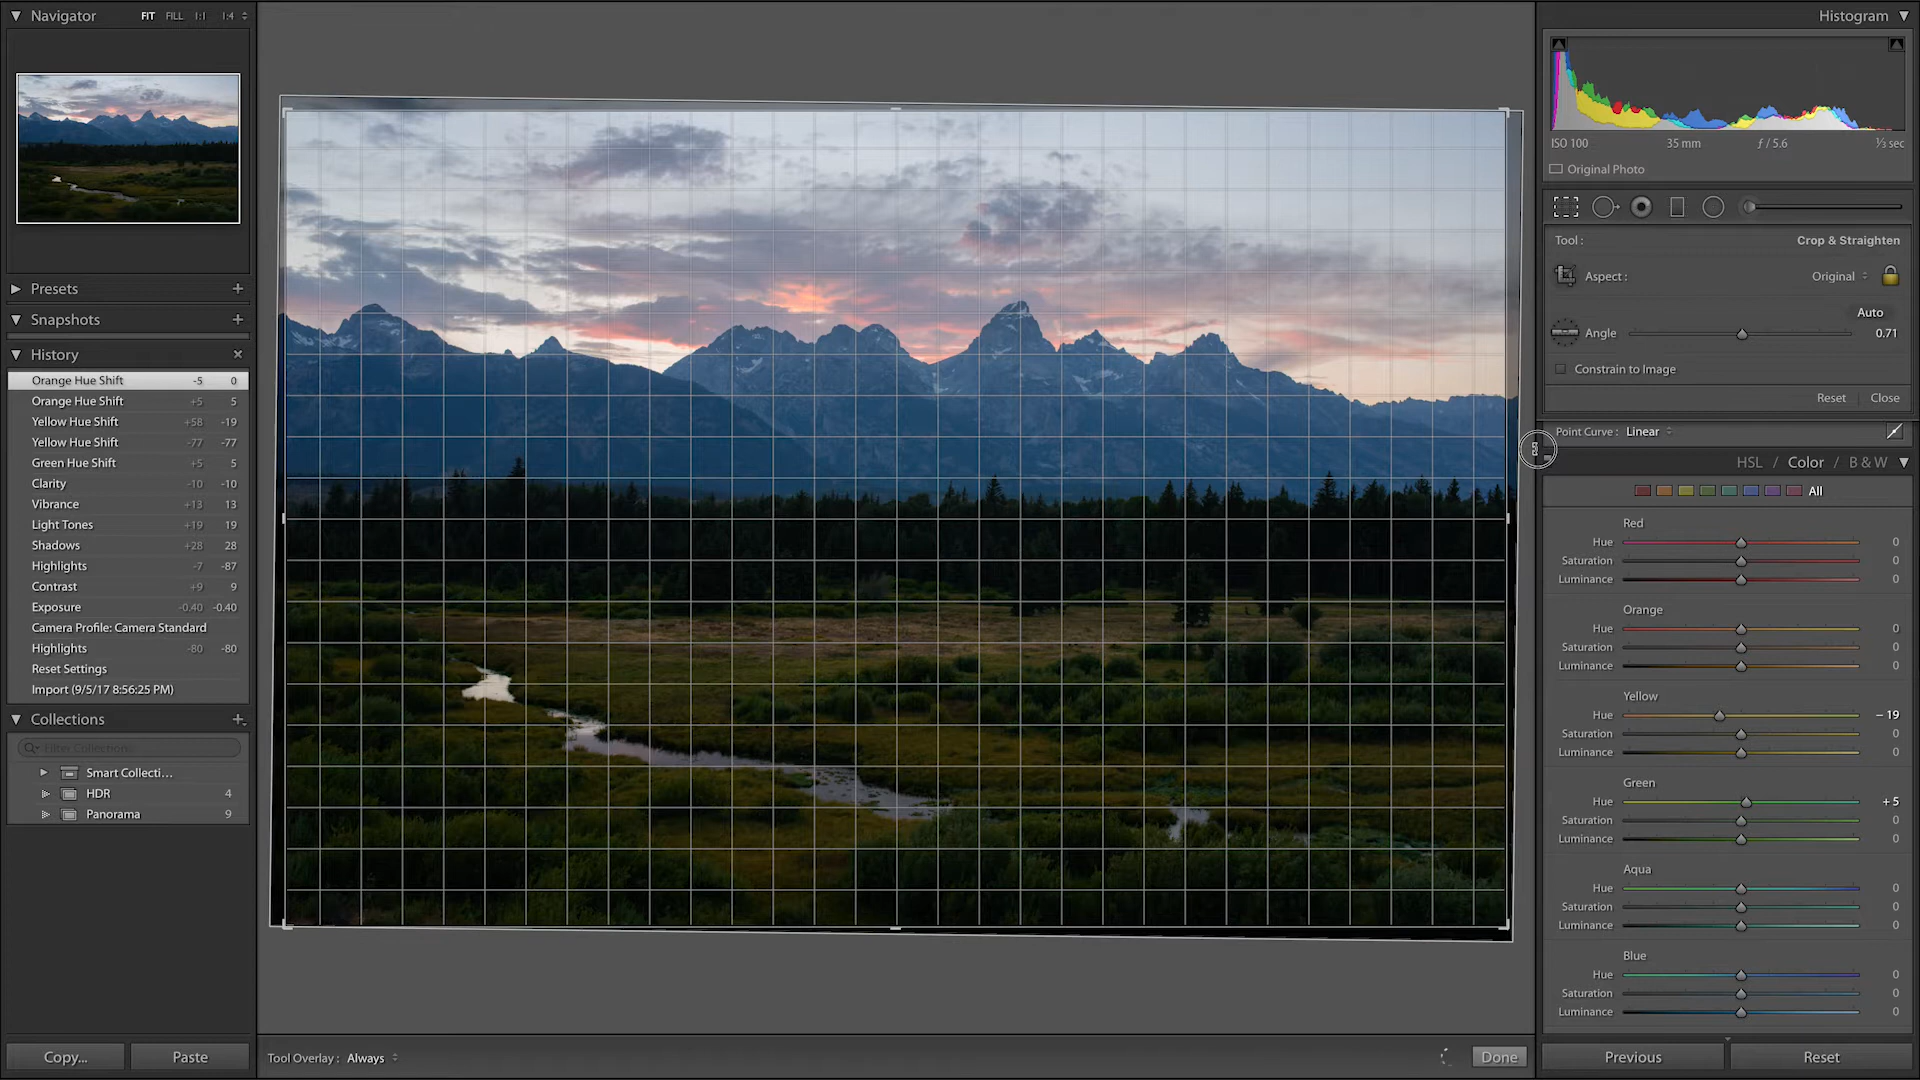 Navigator FIT FILL 1:1 1:4
Presets
Snapshots
History
Orange Hue Shift -5 0
Orange Hue Shift +5 5
Yellow Hue Shift +58 -19
Yellow Hue Shift -77 -77
Green Hue Shift +5 5
Clarity -10 -10
Vibrance +13 13
Light Tones +19 19
Shadows +28 28
Highlights -7 -87
Contrast +9 9
Exposure -0.40 -0.40
Camera Profile: Camera Standard
Highlights -80 -80
Reset Settings
Import (9/5/17 8:56:25 PM)
Collections
Filter Collections
Smart Collecti...
HDR 4
Panorama 9
Copy... Paste
Tool Overlay : Always
Done
Histogram
ISO 100 35 mm f / 5.6 ⅓ sec
Original Photo
Tool : Crop & Straighten
Aspect : Original
Auto
Angle 0.71
Constrain to Image
Reset Close
Point Curve : Linear
HSL / Color / B & W
All
Red
Hue 0
Saturation 0
Luminance 0
Orange
Hue 0
Saturation 0
Luminance 0
Yellow
Hue - 19
Saturation 0
Luminance 0
Green
Hue + 5
Saturation 0
Luminance 0
Aqua
Hue 0
Saturation 0
Luminance 0
Blue
Hue 0
Saturation 0
Luminance 0
Previous Reset